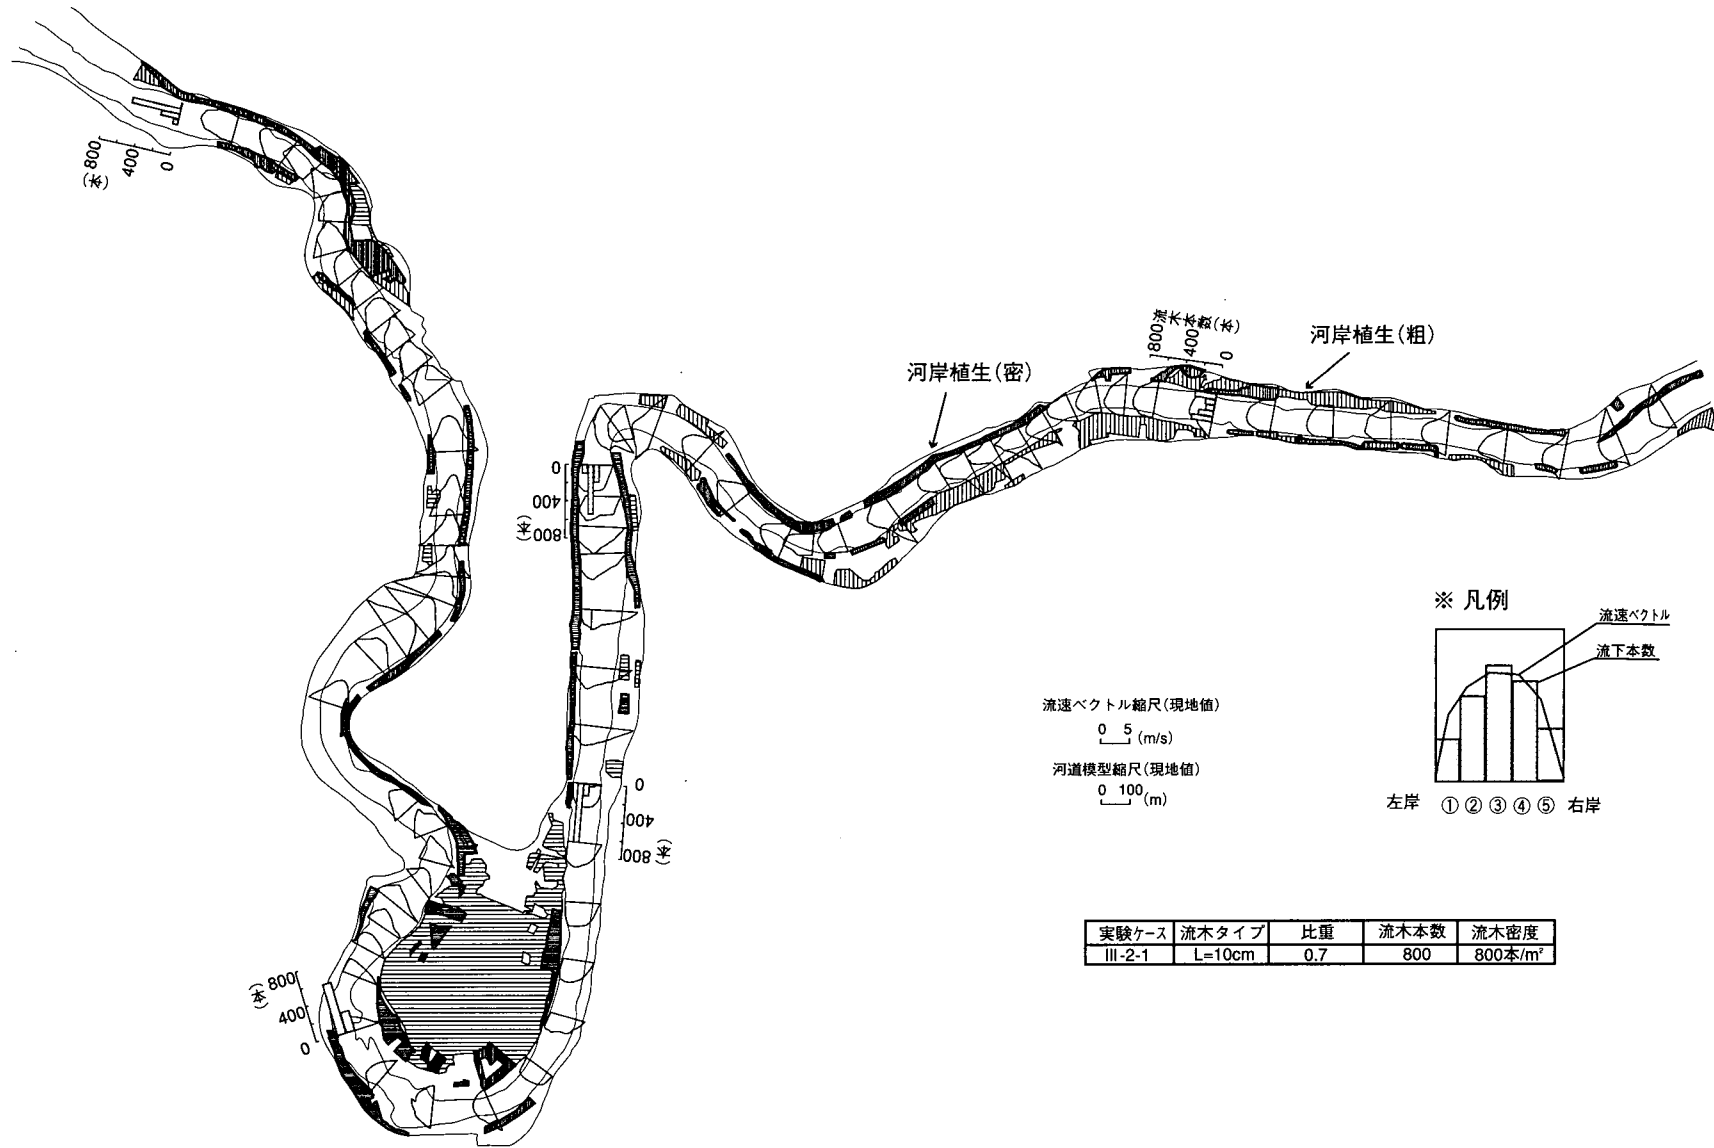 800
400
0
(本)
流木本数(本)
800
400
0
河岸植生(粗)
河岸植生(密)
0
400
800
(本)
※ 凡例
流速ベクトル
流下本数
左岸 ① ② ③ ④ ⑤ 右岸
流速ベクトル縮尺(現地値)
0 5 (m/s)
河道模型縮尺(現地値)
0 100 (m)
0
400
800
(本)
実験ケース 流木タイプ 比重 流木本数 流木密度
III-2-1 L=10cm 0.7 800 800本/m²
800
400
0
(本)